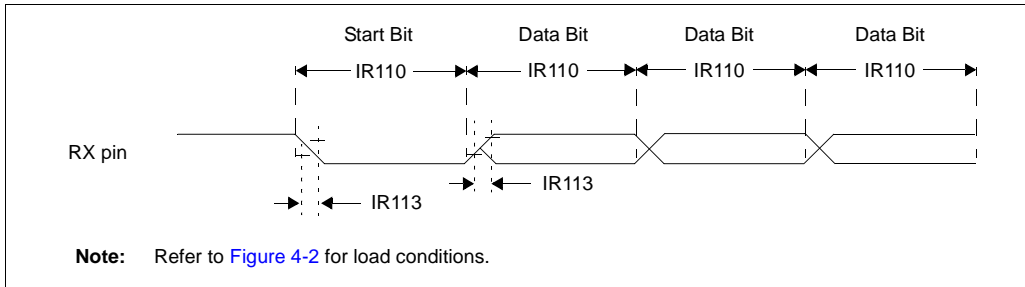 Start Bit Data Bit Data Bit Data Bit
IR110 IR110 IR110 IR110
RX pin
IR113 IR113
Note: Refer to Figure 4-2 for load conditions.